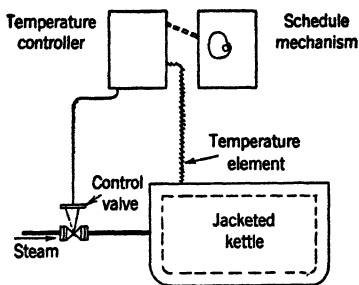 Temperature
controller
Schedule
mechanism
Temperature
element
Control
valve
Jacketed
kettle
Steam